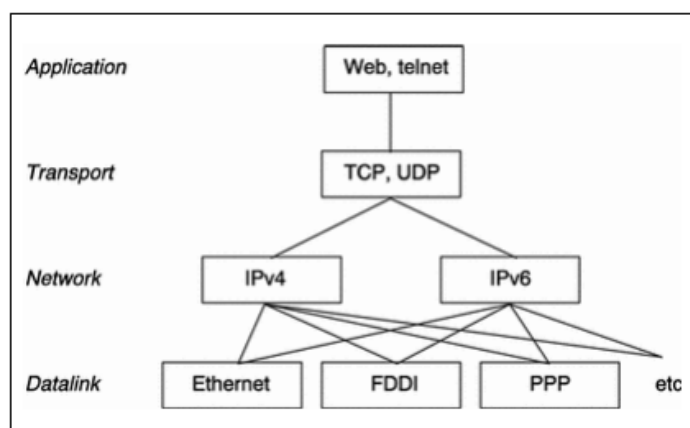 Application
Web, telnet
Transport
TCP, UDP
Network
IPv4
IPv6
Datalink
Ethernet
FDDI
PPP
etc